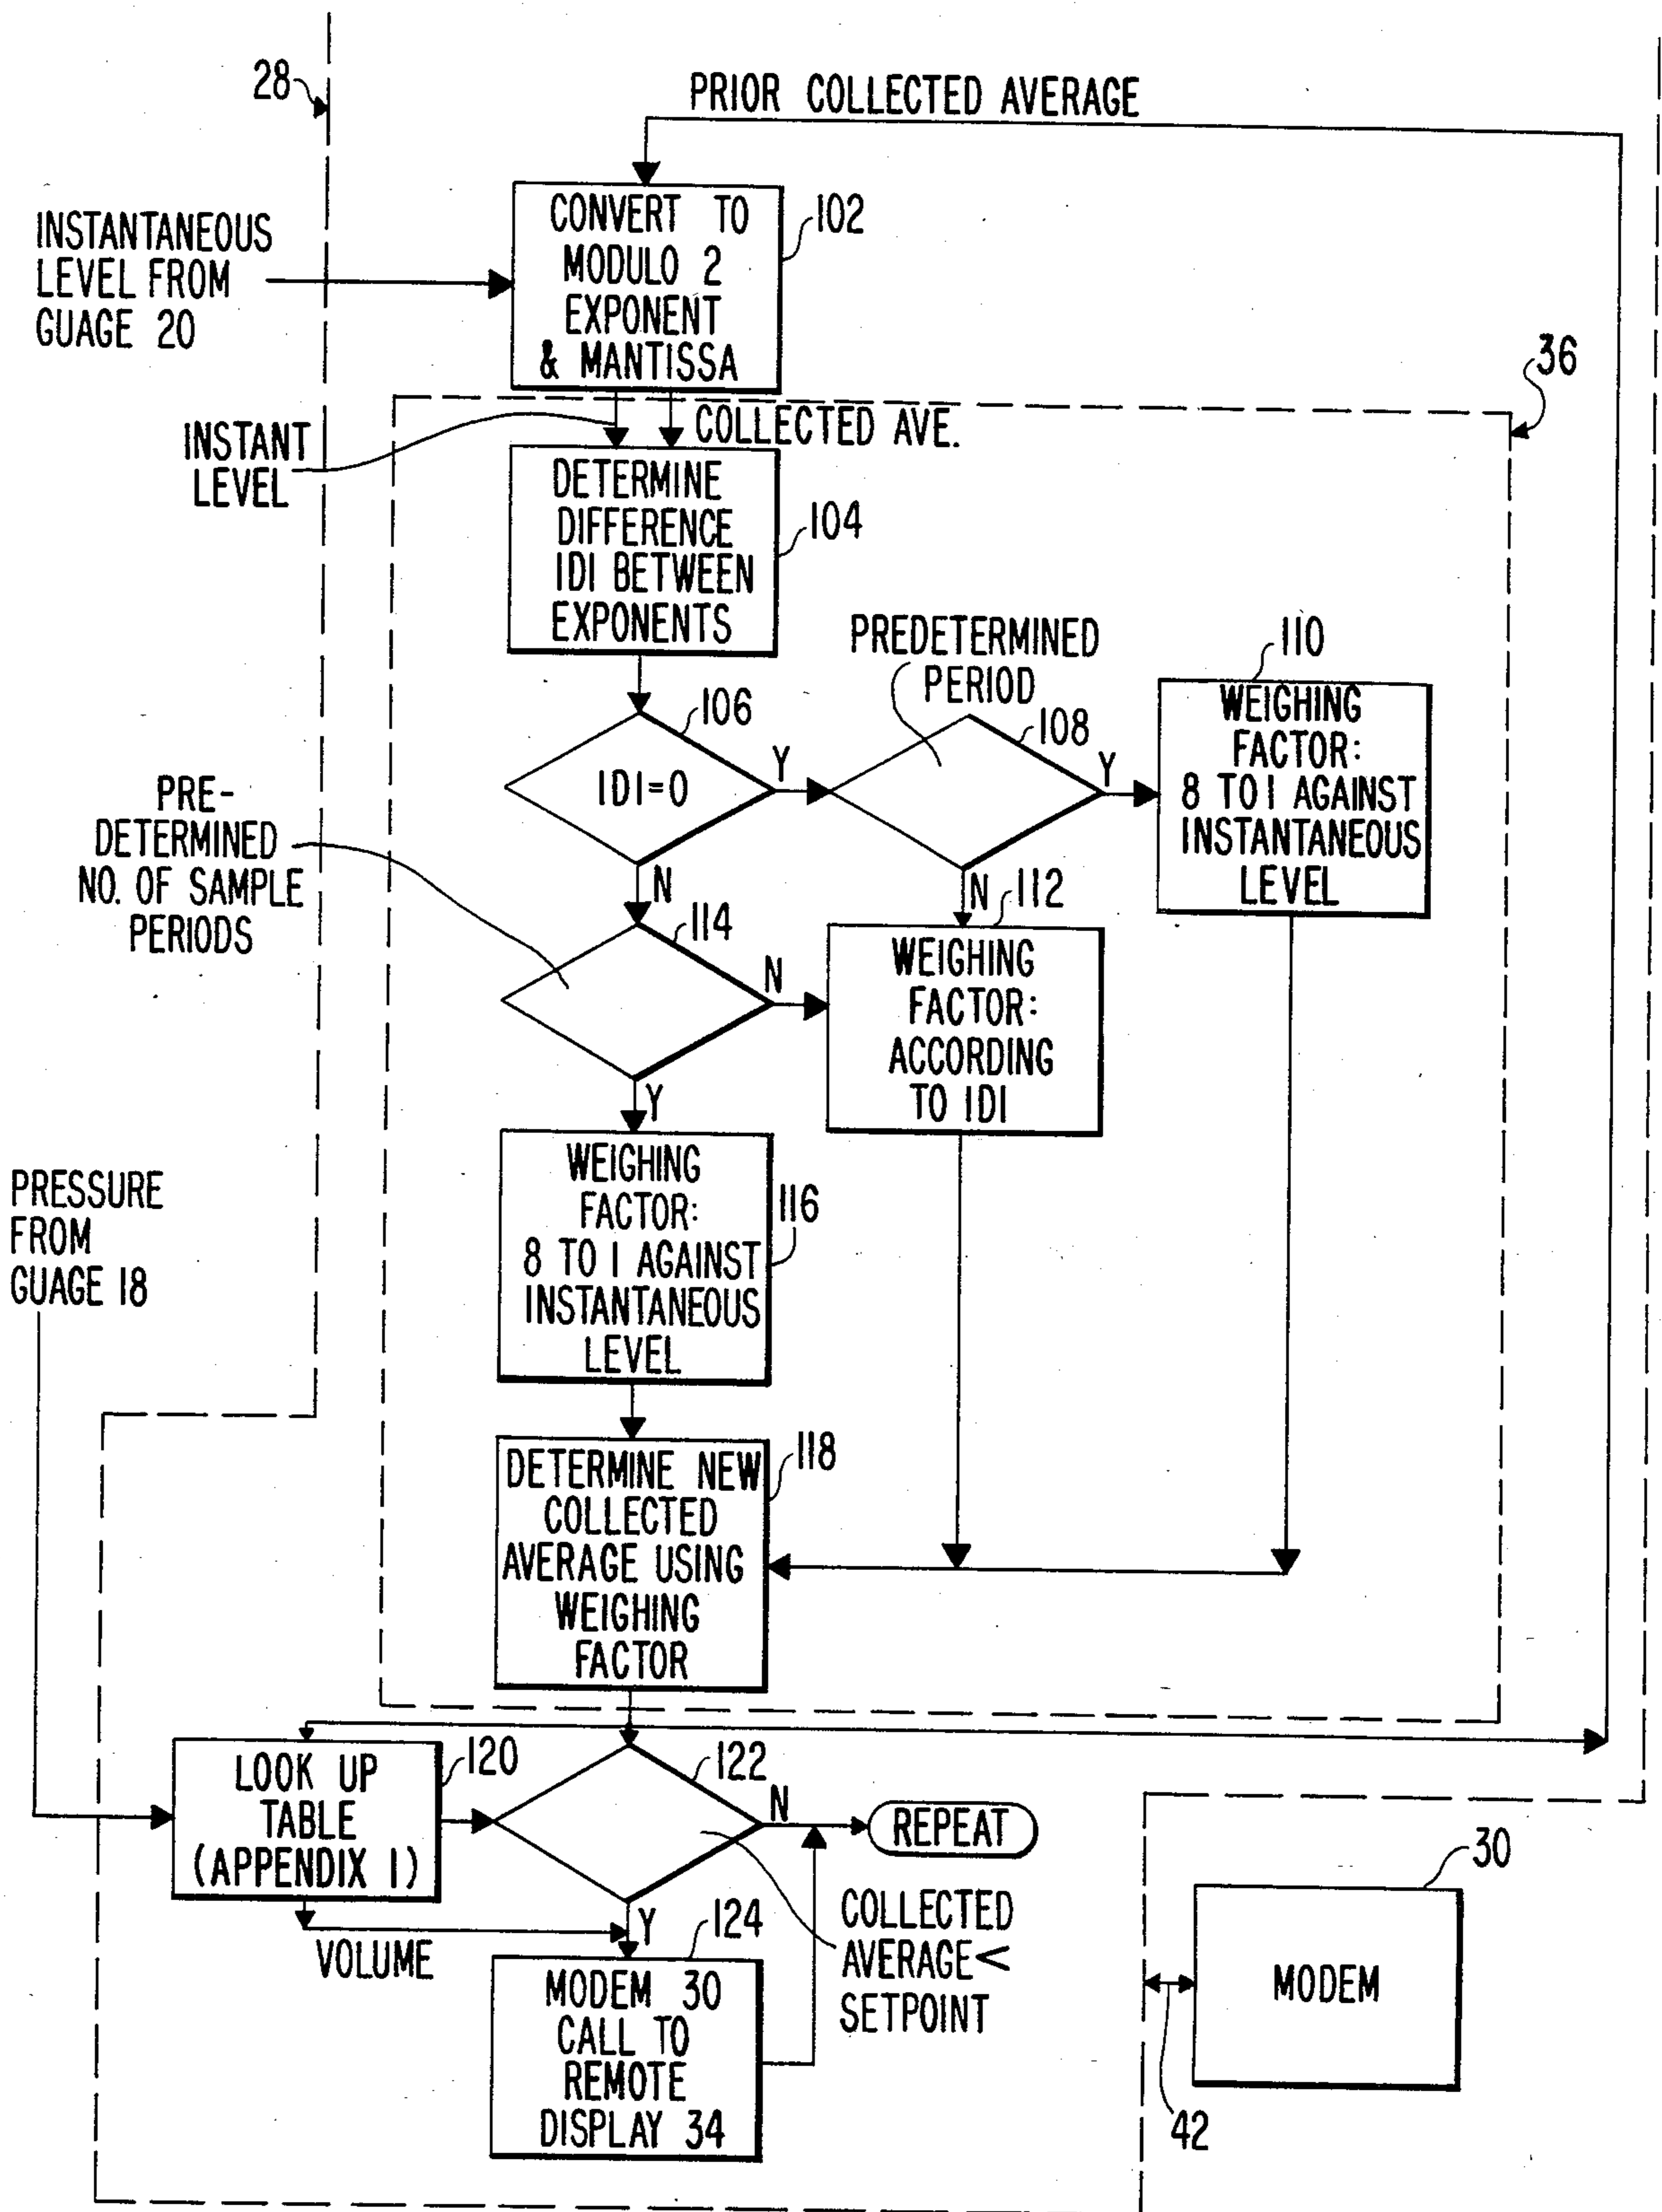 28
PRIOR COLLECTED AVERAGE
INSTANTANEOUS
LEVEL FROM
GUAGE 20
CONVERT TO
MODULO 2
EXPONENT
& MANTISSA
102
36
INSTANT
LEVEL
COLLECTED AVE.
DETERMINE
DIFFERENCE
|D| BETWEEN
EXPONENTS
104
PREDETERMINED
PERIOD
110
106
108
WEIGHING
FACTOR:
8 TO 1 AGAINST
INSTANTANEOUS
LEVEL
|D|=0
Y
Y
PRE-
DETERMINED
NO. OF SAMPLE
PERIODS
N
N
112
114
N
WEIGHING
FACTOR:
ACCORDING
TO |D|
Y
WEIGHING
FACTOR:
8 TO 1 AGAINST
INSTANTANEOUS
LEVEL
116
PRESSURE
FROM
GUAGE 18
DETERMINE NEW
COLLECTED
AVERAGE USING
WEIGHING
FACTOR
118
LOOK UP
TABLE
(APPENDIX 1)
120
122
N
REPEAT
30
VOLUME
Y
124
COLLECTED
AVERAGE<
SETPOINT
MODEM 30
CALL TO
REMOTE
DISPLAY 34
MODEM
42